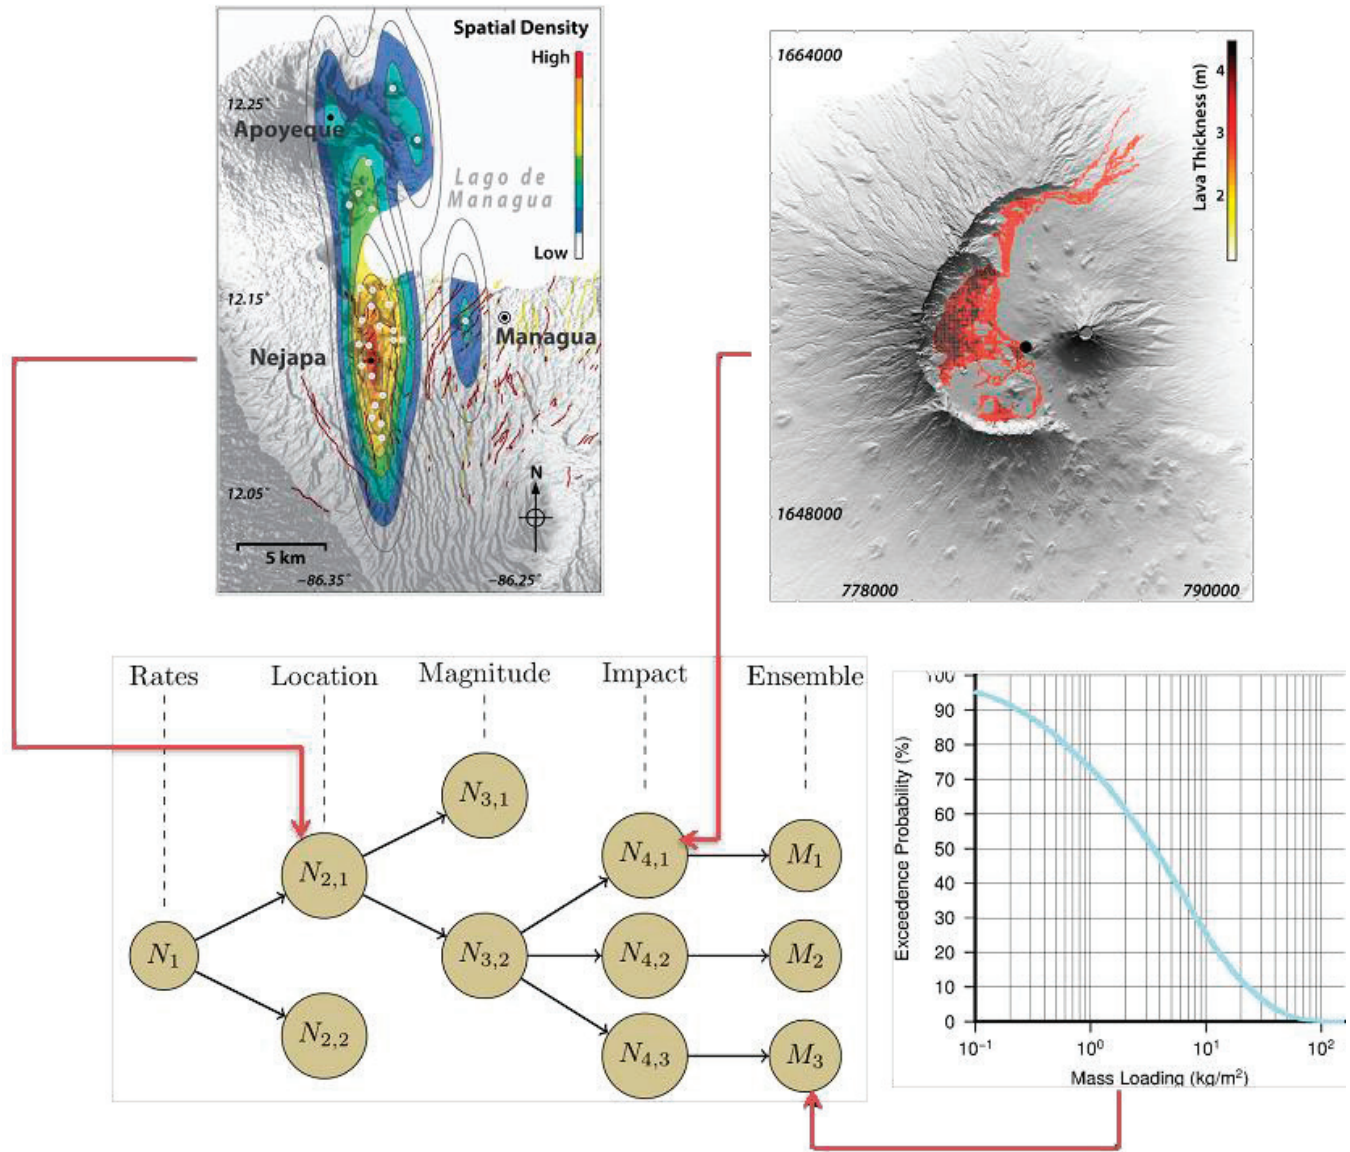 Spatial Density
High
Low
12.25°
Apoyeque
Lago de
Managua
12.15°
Managua
Nejapa
12.05°
N
5 km
-86.35°
-86.25°
1664000
Lava Thickness (m)
4
3
2
1648000
778000
790000
Rates
Location
Magnitude
Impact
Ensemble
N3,1
N2,1
N4,1
M1
N1
N3,2
N4,2
M2
N2,2
N4,3
M3
Exceedence Probability (%)
100
90
80
70
60
50
40
30
20
10
0
10⁻¹
10⁰
10¹
10²
Mass Loading (kg/m²)